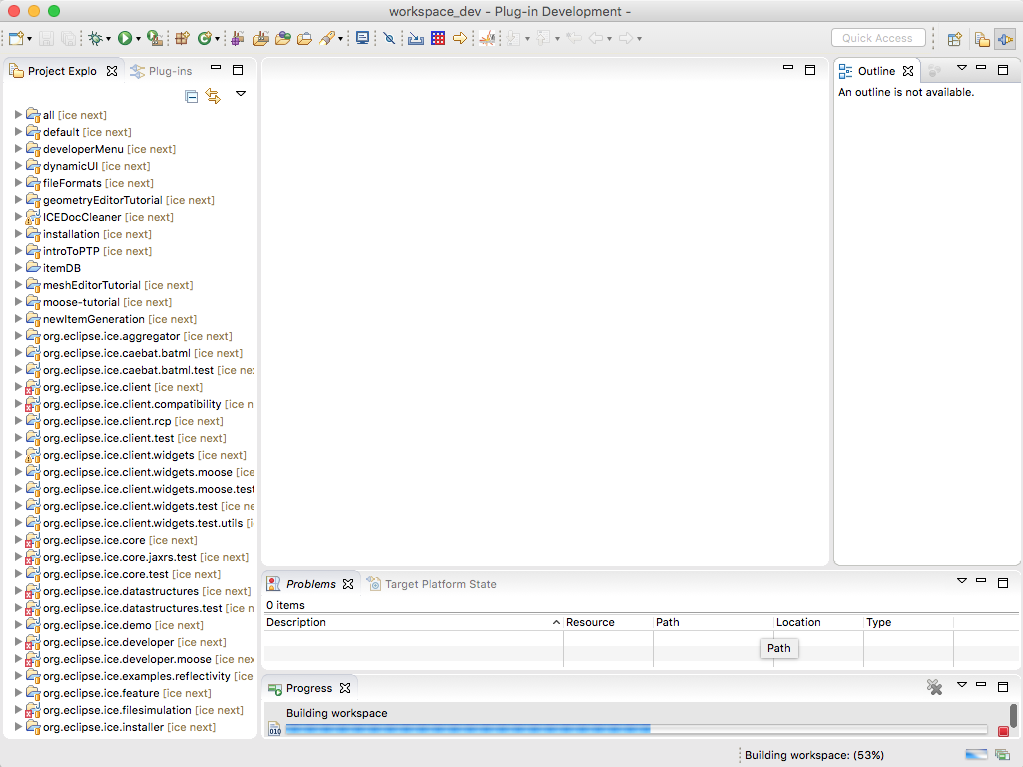 workspace_dev - Plug-in Development -
Quick Access
Project Explo
Plug-ins
all [ice next]
default [ice next]
developerMenu [ice next]
dynamicUI [ice next]
fileFormats [ice next]
geometryEditorTutorial [ice next]
ICEDocCleaner [ice next]
installation [ice next]
introToPTP [ice next]
itemDB
meshEditorTutorial [ice next]
moose-tutorial [ice next]
newItemGeneration [ice next]
org.eclipse.ice.aggregator [ice next]
org.eclipse.ice.caebat.batml [ice next]
org.eclipse.ice.caebat.batml.test [ice ne
org.eclipse.ice.client [ice next]
org.eclipse.ice.client.compatibility [ice n
org.eclipse.ice.client.rcp [ice next]
org.eclipse.ice.client.test [ice next]
org.eclipse.ice.client.widgets [ice next]
org.eclipse.ice.client.widgets.moose [ice
org.eclipse.ice.client.widgets.moose.test
org.eclipse.ice.client.widgets.test [ice ne
org.eclipse.ice.client.widgets.test.utils [i
org.eclipse.ice.core [ice next]
org.eclipse.ice.core.jaxrs.test [ice next]
org.eclipse.ice.core.test [ice next]
org.eclipse.ice.datastructures [ice next]
org.eclipse.ice.datastructures.test [ice n
org.eclipse.ice.demo [ice next]
org.eclipse.ice.developer [ice next]
org.eclipse.ice.developer.moose [ice nex
org.eclipse.ice.examples.reflectivity [ice
org.eclipse.ice.feature [ice next]
org.eclipse.ice.filesimulation [ice next]
org.eclipse.ice.installer [ice next]
Outline
An outline is not available.
Problems
Target Platform State
0 items
Description Resource Path Location Type
Path
Progress
Building workspace
010
Building workspace: (53%)